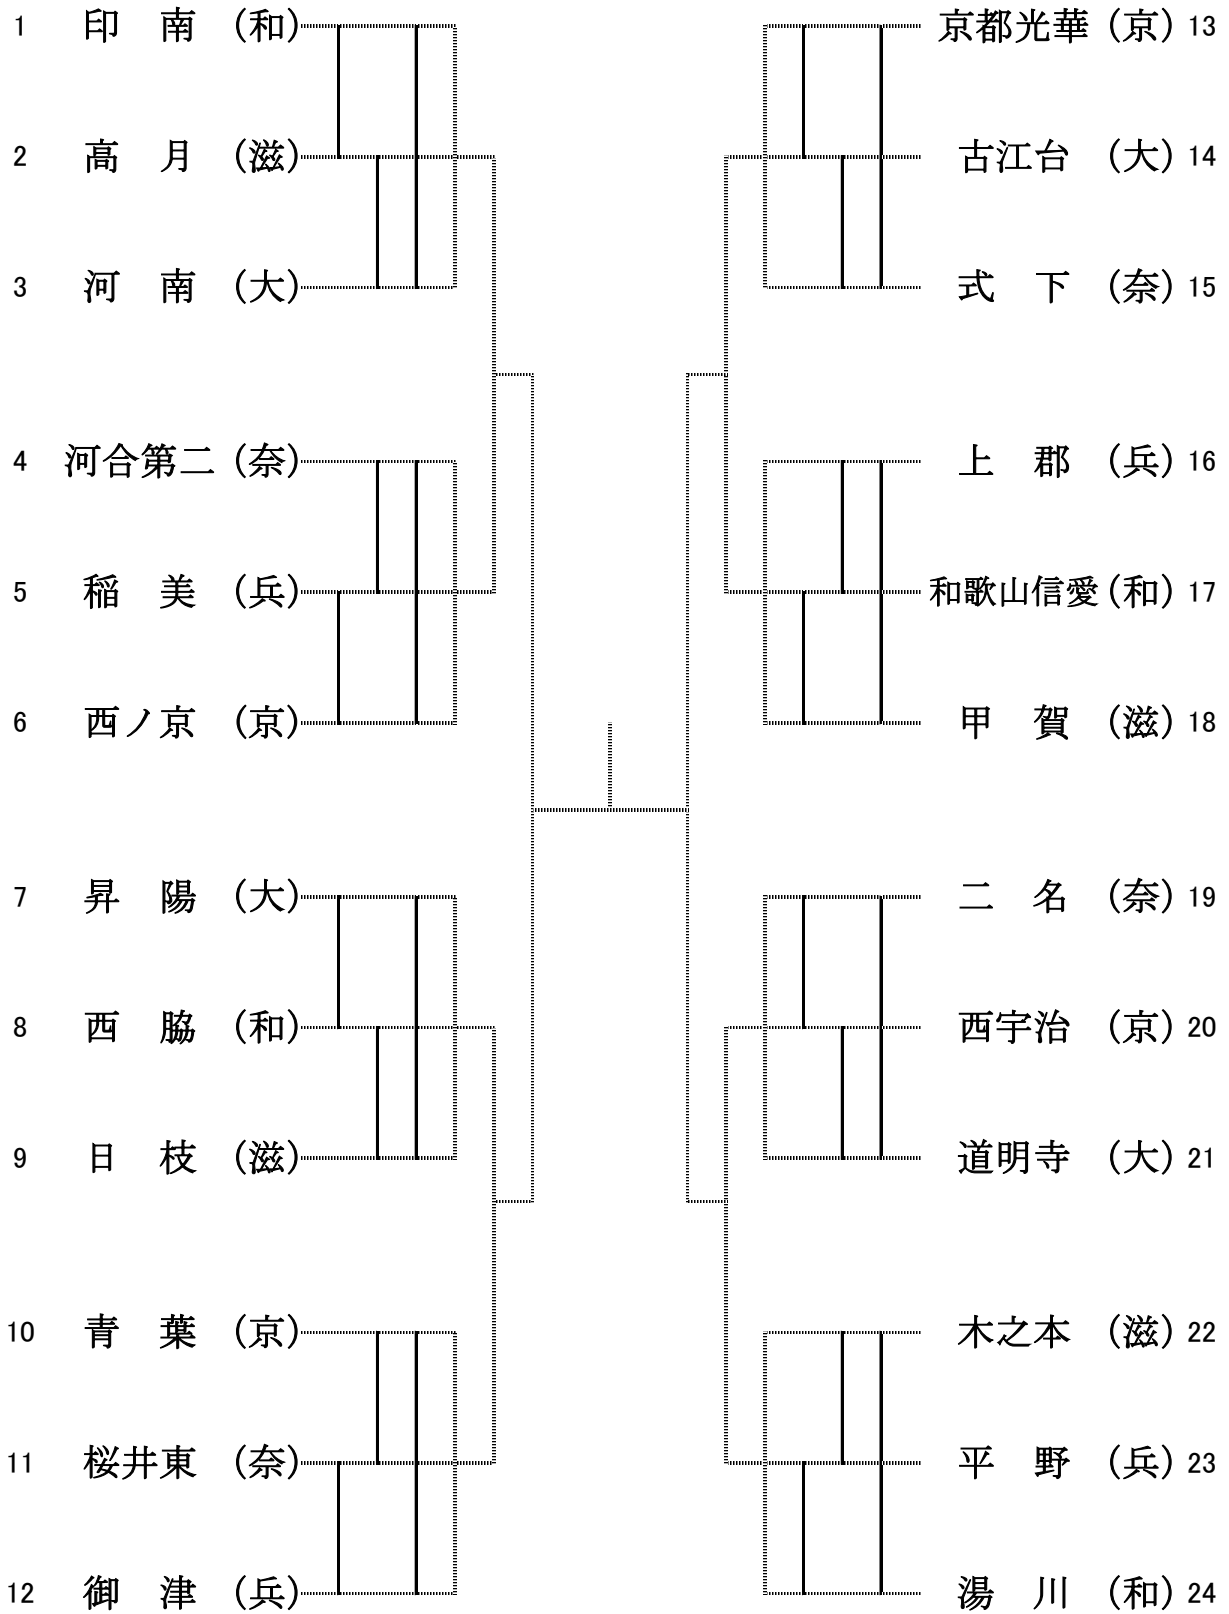 1 印 南 (和)
2 高 月 (滋)
3 河 南 (大)
4 河合第二 (奈)
5 稲 美 (兵)
6 西ノ京 (京)
7 昇 陽 (大)
8 西 脇 (和)
9 日 枝 (滋)
10 青 葉 (京)
11 桜井東 (奈)
12 御 津 (兵)
京都光華 (京) 13
古江台 (大) 14
式 下 (奈) 15
上 郡 (兵) 16
和歌山信愛 (和) 17
甲 賀 (滋) 18
二 名 (奈) 19
西宇治 (京) 20
道明寺 (大) 21
木之本 (滋) 22
平 野 (兵) 23
湯 川 (和) 24